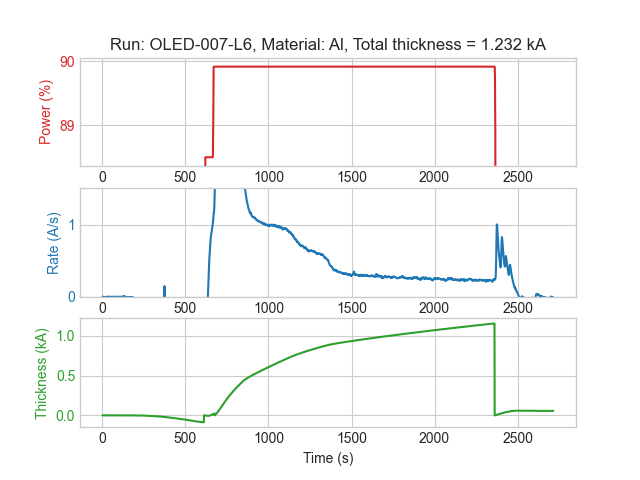 Run: OLED-007-L6, Material: Al, Total thickness = 1.232 kA
90
89
Power (%)
0 500 1000 1500 2000 2500
1
0
Rate (A/s)
0 500 1000 1500 2000 2500
1.0
0.5
0.0
Thickness (kA)
0 500 1000 1500 2000 2500
Time (s)